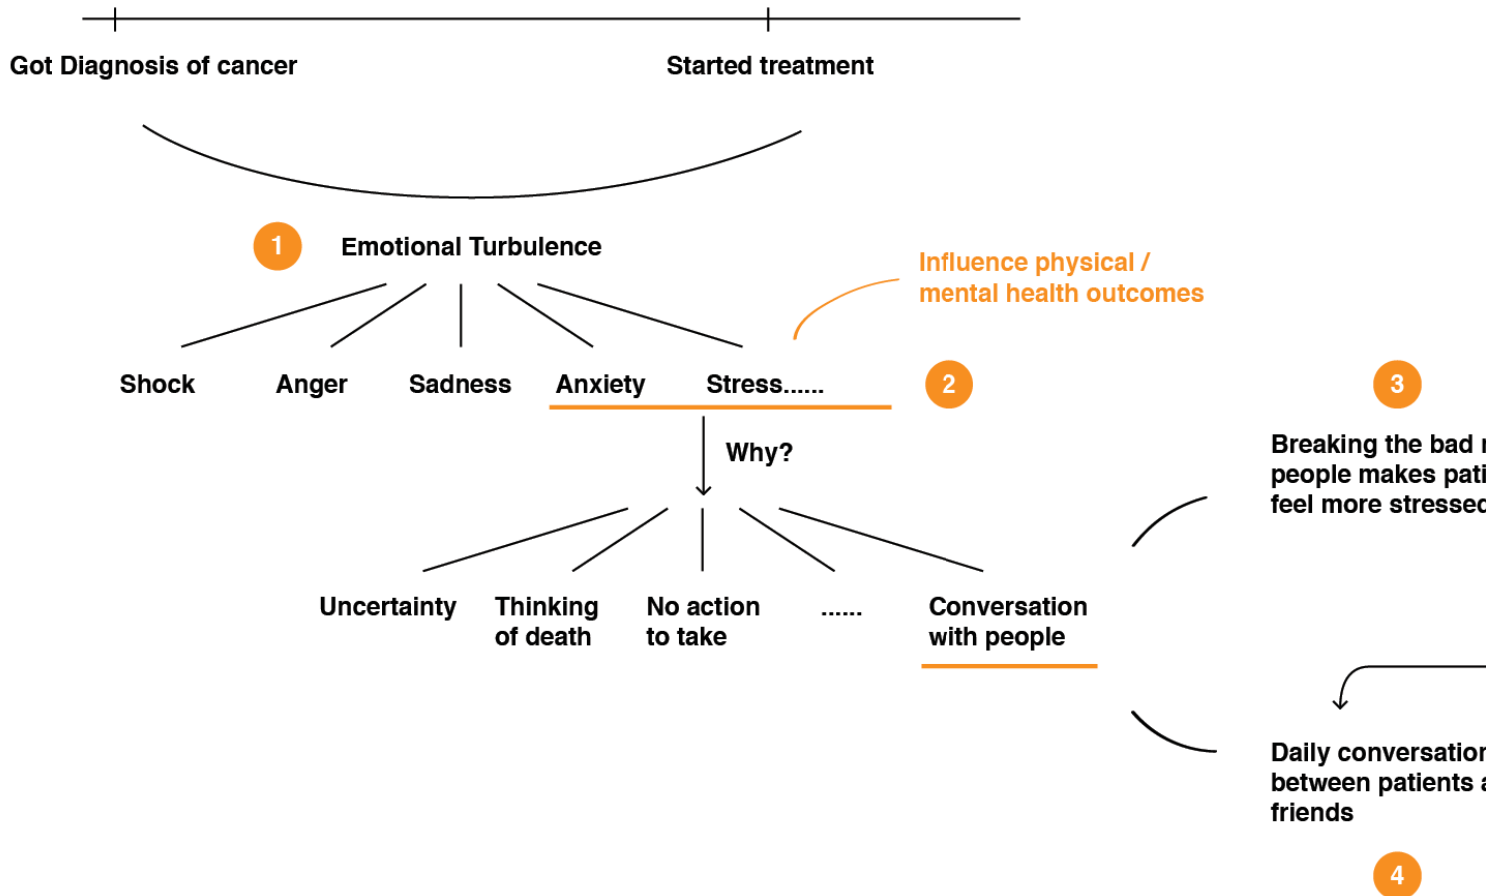 Got Diagnosis of cancer
Started treatment
1
Emotional Turbulence
Influence physical /
mental health outcomes
Shock
Anger
Sadness
Anxiety
Stress......
2
3
Why?
Breaking the bad
people makes
feel more stressed
Uncertainty
Thinking
of death
No action
to take
......
Conversation
with people
Daily conversation
between patients
friends
4